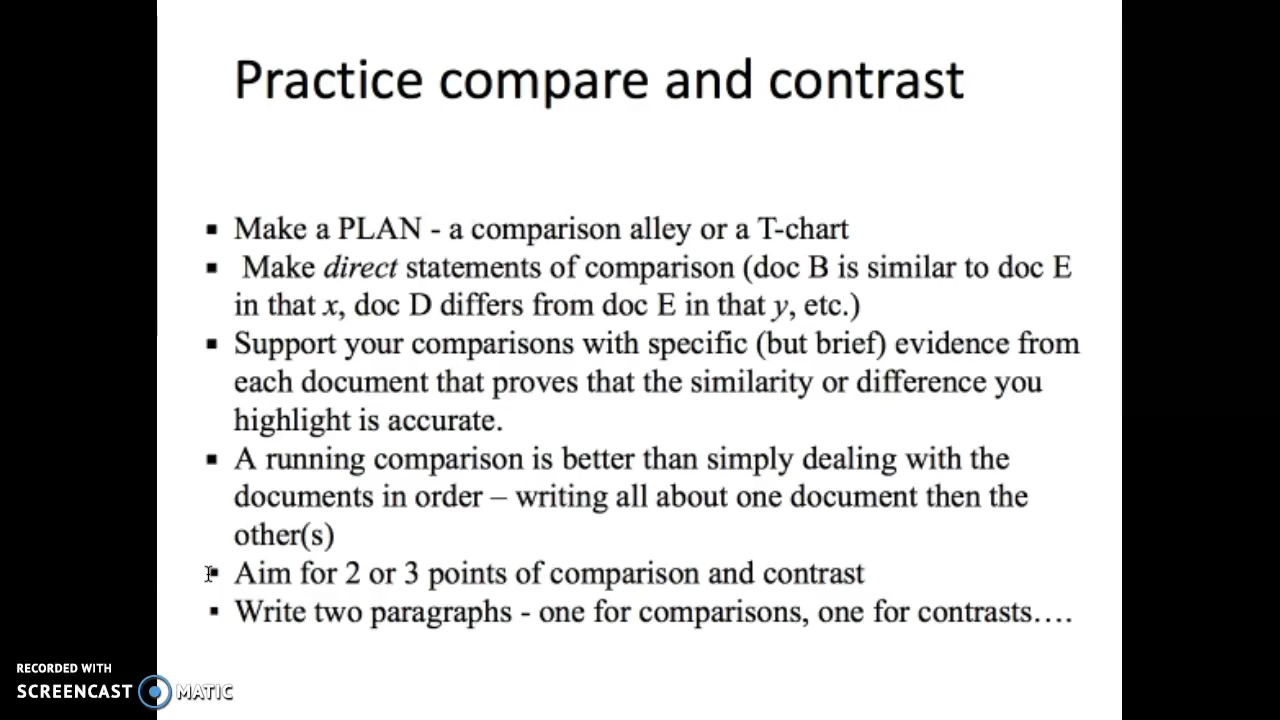 Practice compare and contrast
▪ Make a PLAN - a comparison alley or a T-chart
▪ Make direct statements of comparison (doc B is similar to doc E
in that x, doc D differs from doc E in that y, etc.)
▪ Support your comparisons with specific (but brief) evidence from
each document that proves that the similarity or difference you
highlight is accurate.
▪ A running comparison is better than simply dealing with the
documents in order – writing all about one document then the
other(s)
▪ Aim for 2 or 3 points of comparison and contrast
▪ Write two paragraphs - one for comparisons, one for contrasts….
RECORDED WITH
SCREENCAST MATIC